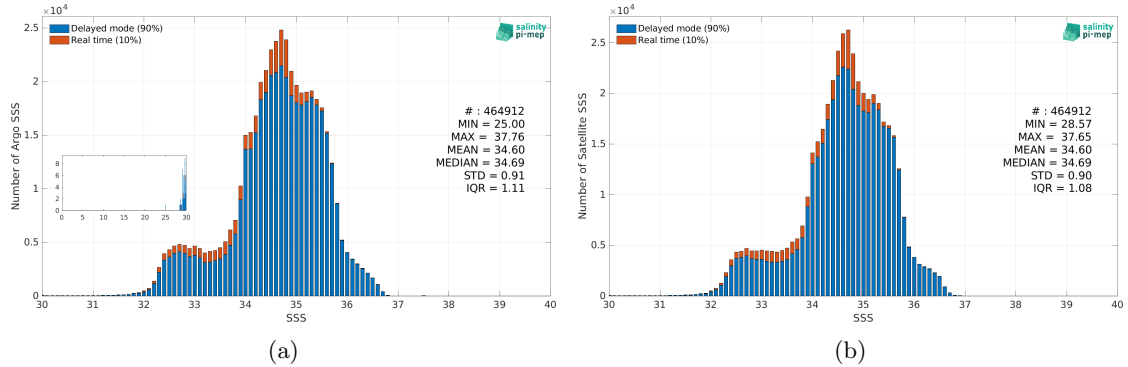 ×10^4
Delayed mode (90%)
Real time (10%)
salinity
pi-mep
2.5
2
1.5
1
0.5
0
Number of Argo SSS
# : 464912
MIN = 25.00
MAX = 37.76
MEAN = 34.60
MEDIAN = 34.69
STD = 0.91
IQR = 1.11
8
6
4
2
0
0 5 10 15 20 25 30
30 31 32 33 34 35 36 37 38 39 40
SSS
(a)
×10^4
Delayed mode (90%)
Real time (10%)
salinity
pi-mep
2.5
2
1.5
1
0.5
0
Number of Satellite SSS
# : 464912
MIN = 28.57
MAX = 37.65
MEAN = 34.60
MEDIAN = 34.69
STD = 0.90
IQR = 1.08
30 31 32 33 34 35 36 37 38 39 40
SSS
(b)